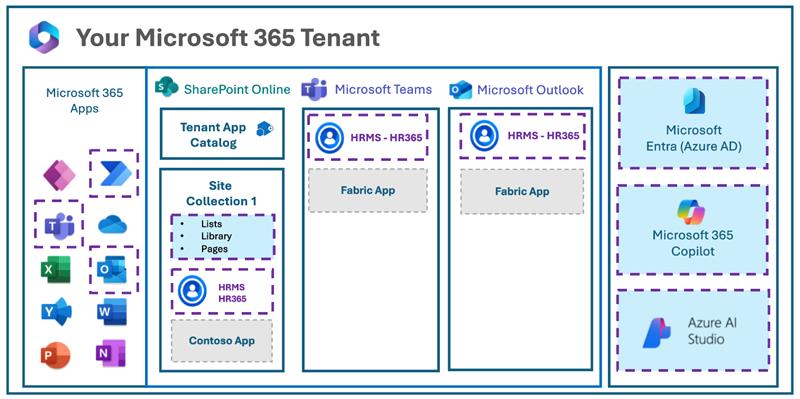 Your Microsoft 365 Tenant
Microsoft 365
Apps
SharePoint Online
Tenant App
Catalog
Site
Collection 1
• Lists
• Library
• Pages
HRMS
HR365
Contoso App
Microsoft Teams
HRMS - HR365
Fabric App
Microsoft Outlook
HRMS - HR365
Fabric App
Microsoft
Entra (Azure AD)
Microsoft 365
Copilot
Azure AI
Studio